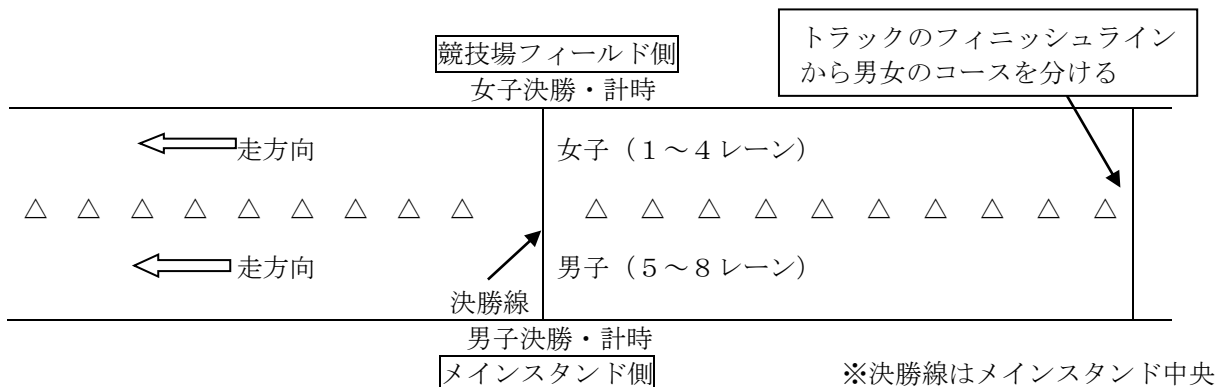 トラックのフィニッシュライン
から男女のコースを分ける
競技場フィールド側
女子決勝・計時
走方向
女子（1～4レーン）
△ △ △ △ △ △ △ △ △ △ △ △ △ △ △ △ △ △ △
走方向
男子（5～8レーン）
決勝線
男子決勝・計時
メインスタンド側
※決勝線はメインスタンド中央